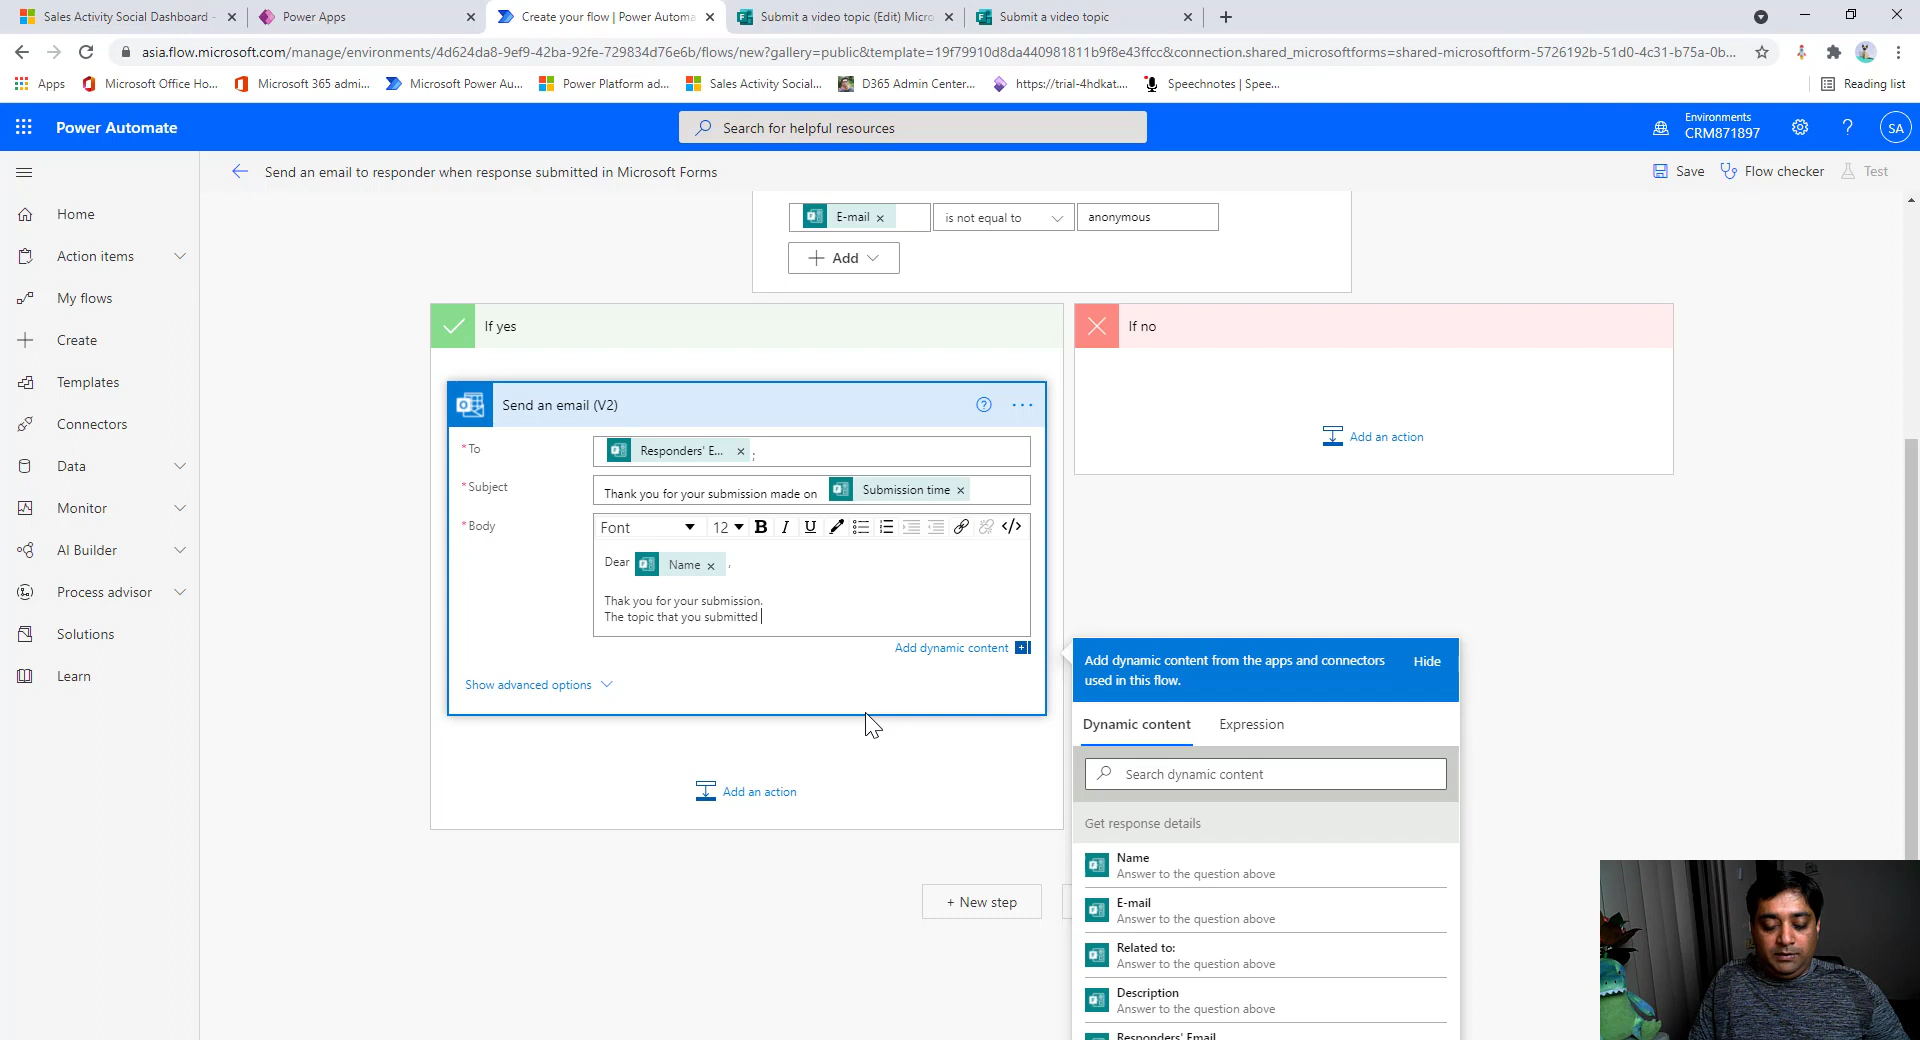 Sales Activity Social Dashboard -
Power Apps
Create your flow | Power Automa
Submit a video topic (Edit) Micro
Submit a video topic
asia.flow.microsoft.com/manage/environments/4d624da8-9ef9-42ba-92fe-729834d76e6b/flows/new?gallery=public&template=19f79910d8da440981811b9f8e43ffcc&connection.shared_microsoftforms=shared-microsoftform-5726192b-51d0-4c31-b75a-0b...
Apps
Microsoft Office Ho...
Microsoft 365 admi...
Microsoft Power Au...
Power Platform ad...
Sales Activity Social...
D365 Admin Center...
https://trial-4hdkat....
Speechnotes | Spee...
Reading list
Power Automate
Search for helpful resources
Environments
CRM871897
?
SA
Send an email to responder when response submitted in Microsoft Forms
Save
Flow checker
Test
Home
Action items
My flows
Create
Templates
Connectors
Data
Monitor
AI Builder
Process advisor
Solutions
Learn
E-mail ×
is not equal to
anonymous
Add
If yes
If no
Send an email (V2)
?
...
Add an action
* To
Responders' E... × ;
* Subject
Thank you for your submission made on Submission time ×
* Body
Font 12 B I U </>
Dear Name × ,
Thak you for your submission.
The topic that you submitted
Add dynamic content
Show advanced options
Add an action
+ New step
Add dynamic content from the apps and connectors
used in this flow.
Hide
Dynamic content
Expression
Search dynamic content
Get response details
Name
Answer to the question above
E-mail
Answer to the question above
Related to:
Answer to the question above
Description
Answer to the question above
Responders' Email